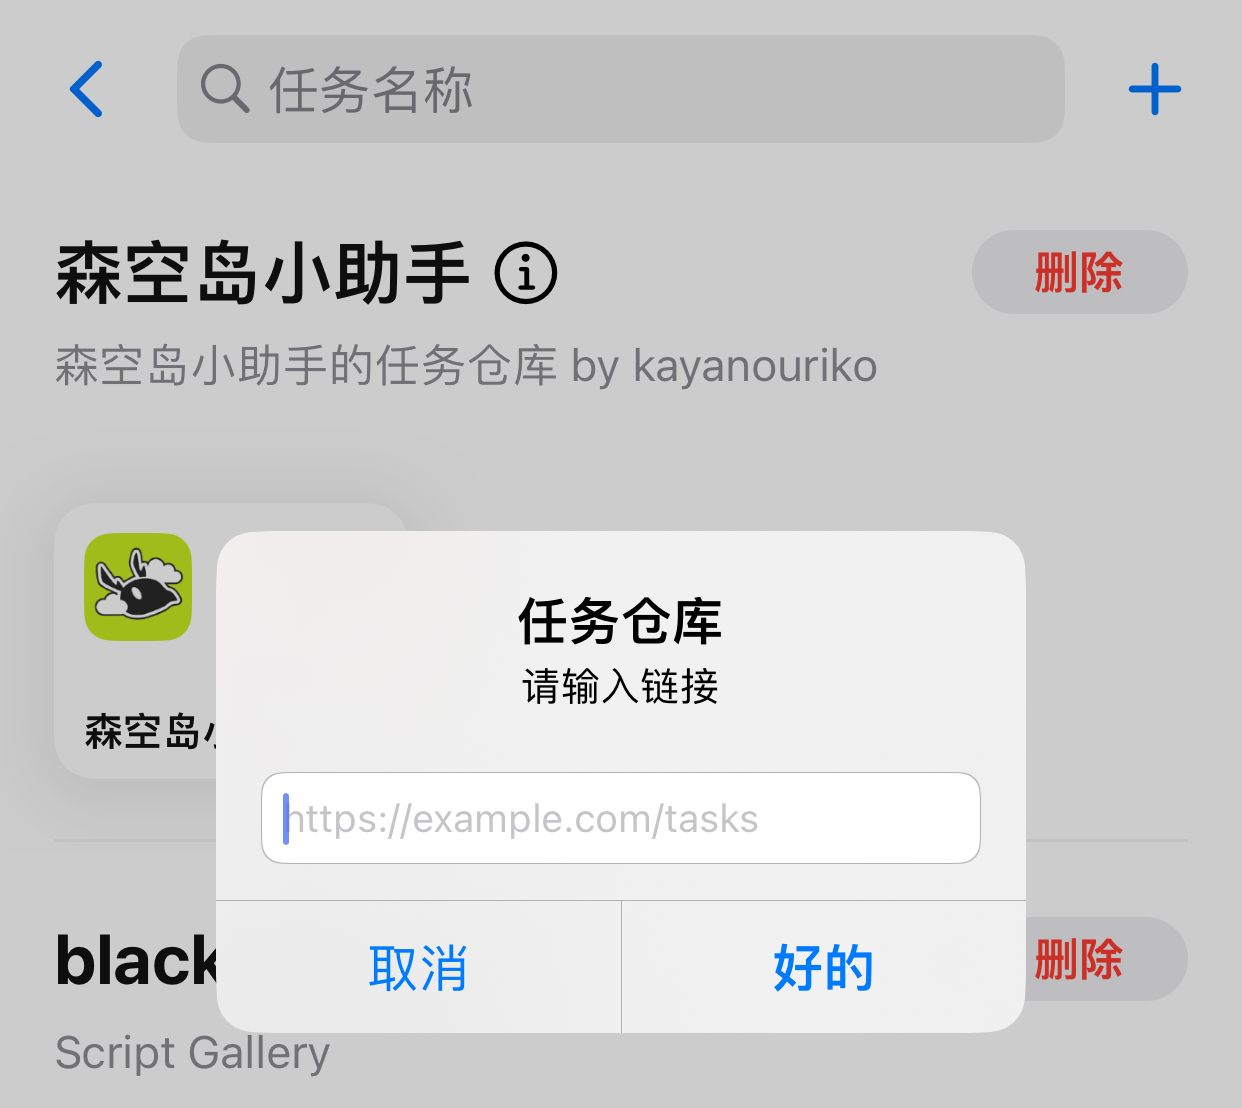 任务名称
森空岛小助手
删除
森空岛小助手的任务仓库 by kayanouriko
森空岛
任务仓库
请输入链接
https://example.com/tasks
取消
好的
black
删除
Script Gallery